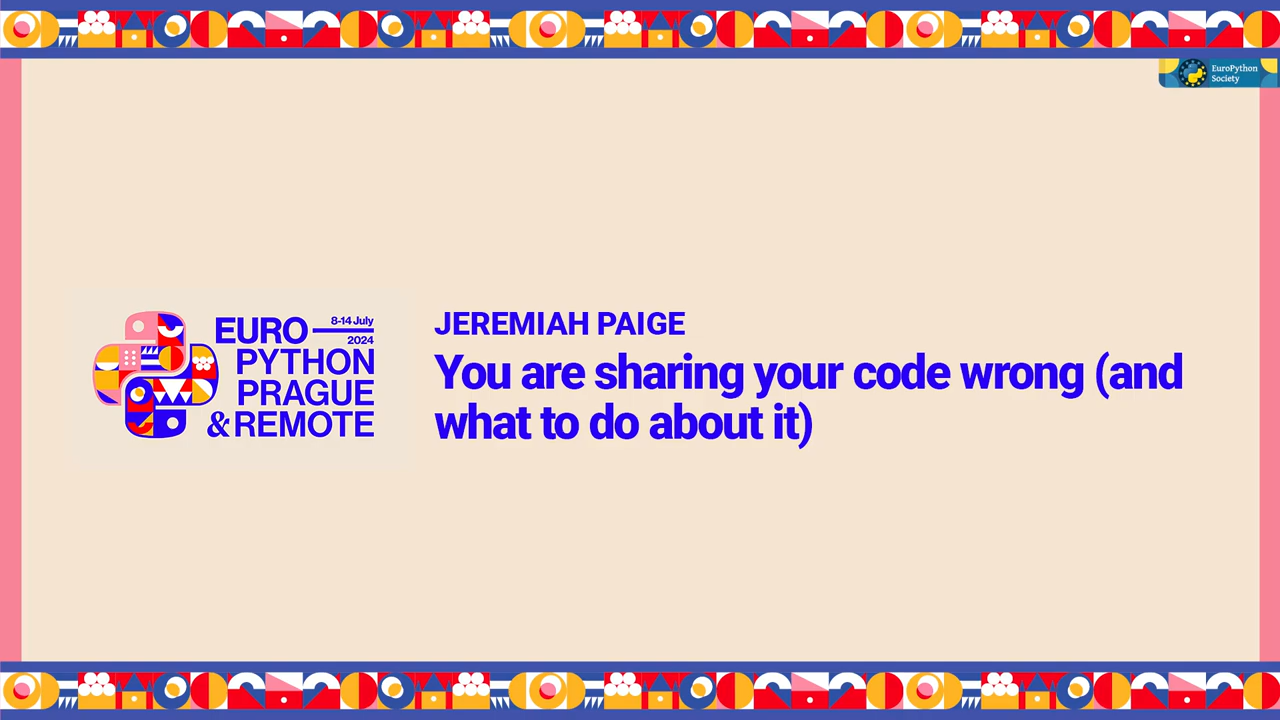 EuroPython
Society
EURO
8-14 July
2024
PYTHON
PRAGUE
&REMOTE
JEREMIAH PAIGE
You are sharing your code wrong (and
what to do about it)